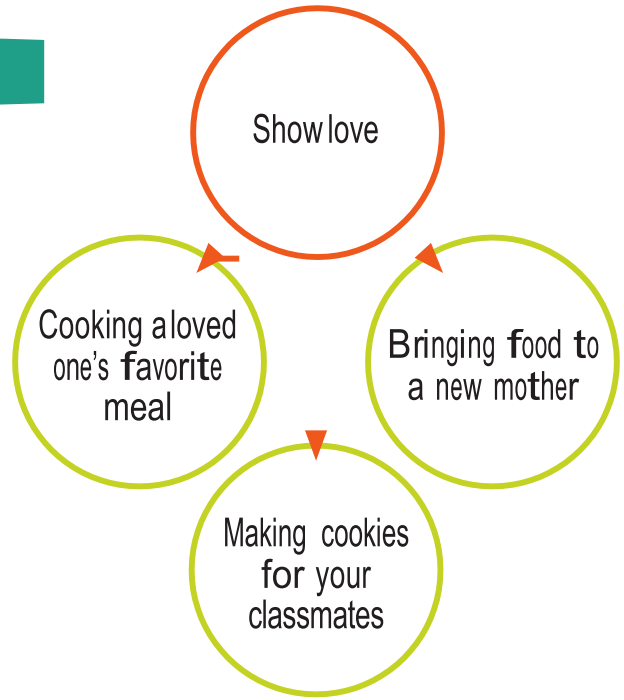 Show love
Cooking a loved
one's favorite
meal
Bringing food to
a new mother
Making cookies
for your
classmates